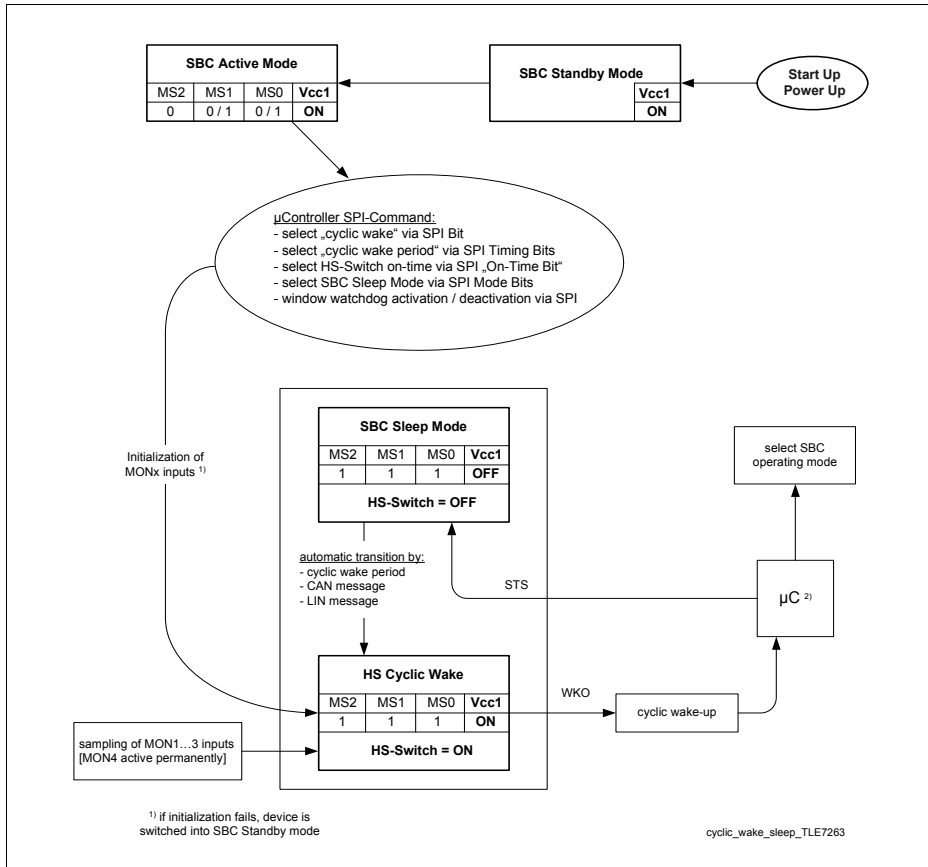 SBC Active Mode
MS2 MS1 MS0 Vcc1
0 0 / 1 0 / 1 ON
SBC Standby Mode
Vcc1
ON
Start Up
Power Up
µController SPI-Command:
- select „cyclic wake“ via SPI Bit
- select „cyclic wake period“ via SPI Timing Bits
- select HS-Switch on-time via SPI „On-Time Bit“
- select SBC Sleep Mode via SPI Mode Bits
- window watchdog activation / deactivation via SPI
Initialization of
MONx inputs 1)
SBC Sleep Mode
MS2 MS1 MS0 Vcc1
1 1 1 OFF
HS-Switch = OFF
automatic transition by:
- cyclic wake period
- CAN message
- LIN message
STS
select SBC
operating mode
µC 2)
HS Cyclic Wake
MS2 MS1 MS0 Vcc1
1 1 1 ON
HS-Switch = ON
WKO
cyclic wake-up
sampling of MON1...3 inputs
[MON4 active permanently]
1) if initialization fails, device is
switched into SBC Standby mode
cyclic_wake_sleep_TLE7263